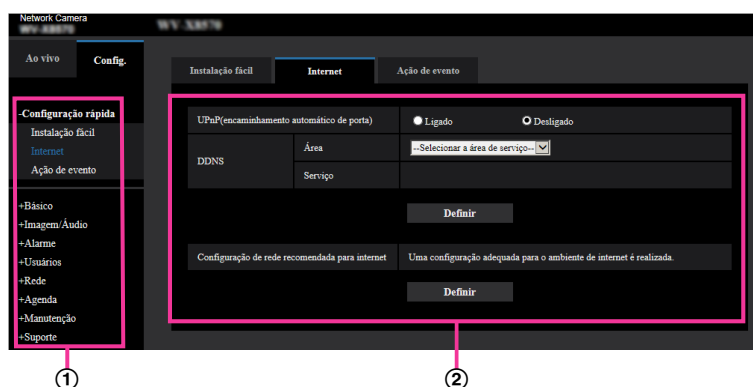 Network Camera
Ao vivo
Config.
-Configuração rápida
Instalação fácil
Internet
Ação de evento
+Básico
+Imagem/Áudio
+Alarme
+Usuários
+Rede
+Agenda
+Manutenção
+Suporte
Instalação fácil
Internet
Ação de evento
UPnP(encaminhamento automático de porta)
Ligado
Desligado
DDNS
Área
--Selecionar a área de serviço--
Serviço
Definir
Configuração de rede recomendada para internet
Uma configuração adequada para o ambiente de internet é realizada.
Definir
①
②